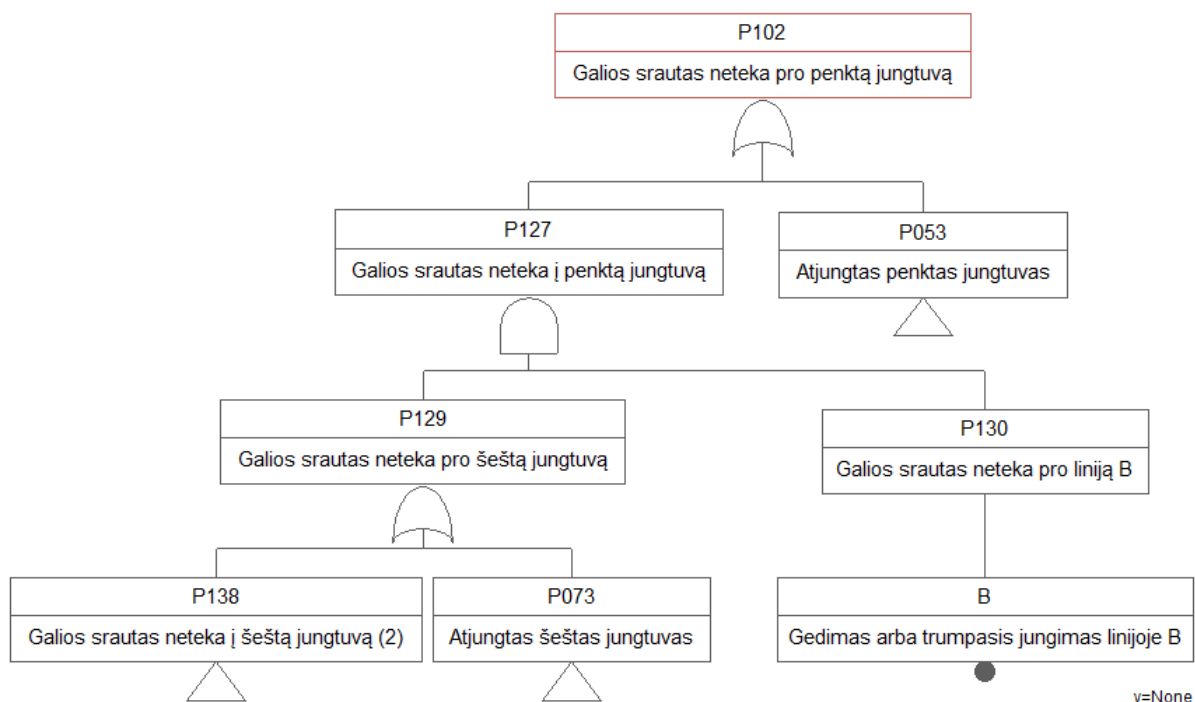 P102
Galios srautas neteka pro penktą jungtuvą
P127
Galios srautas neteka į penktą jungtuvą
P053
Atjungtas penktas jungtuvas
P129
Galios srautas neteka pro šeštą jungtuvą
P130
Galios srautas neteka pro liniją B
P138
Galios srautas neteka į šeštą jungtuvą (2)
P073
Atjungtas šeštas jungtuvas
B
Gedimas arba trumpasis jungimas linijoje B
v=None